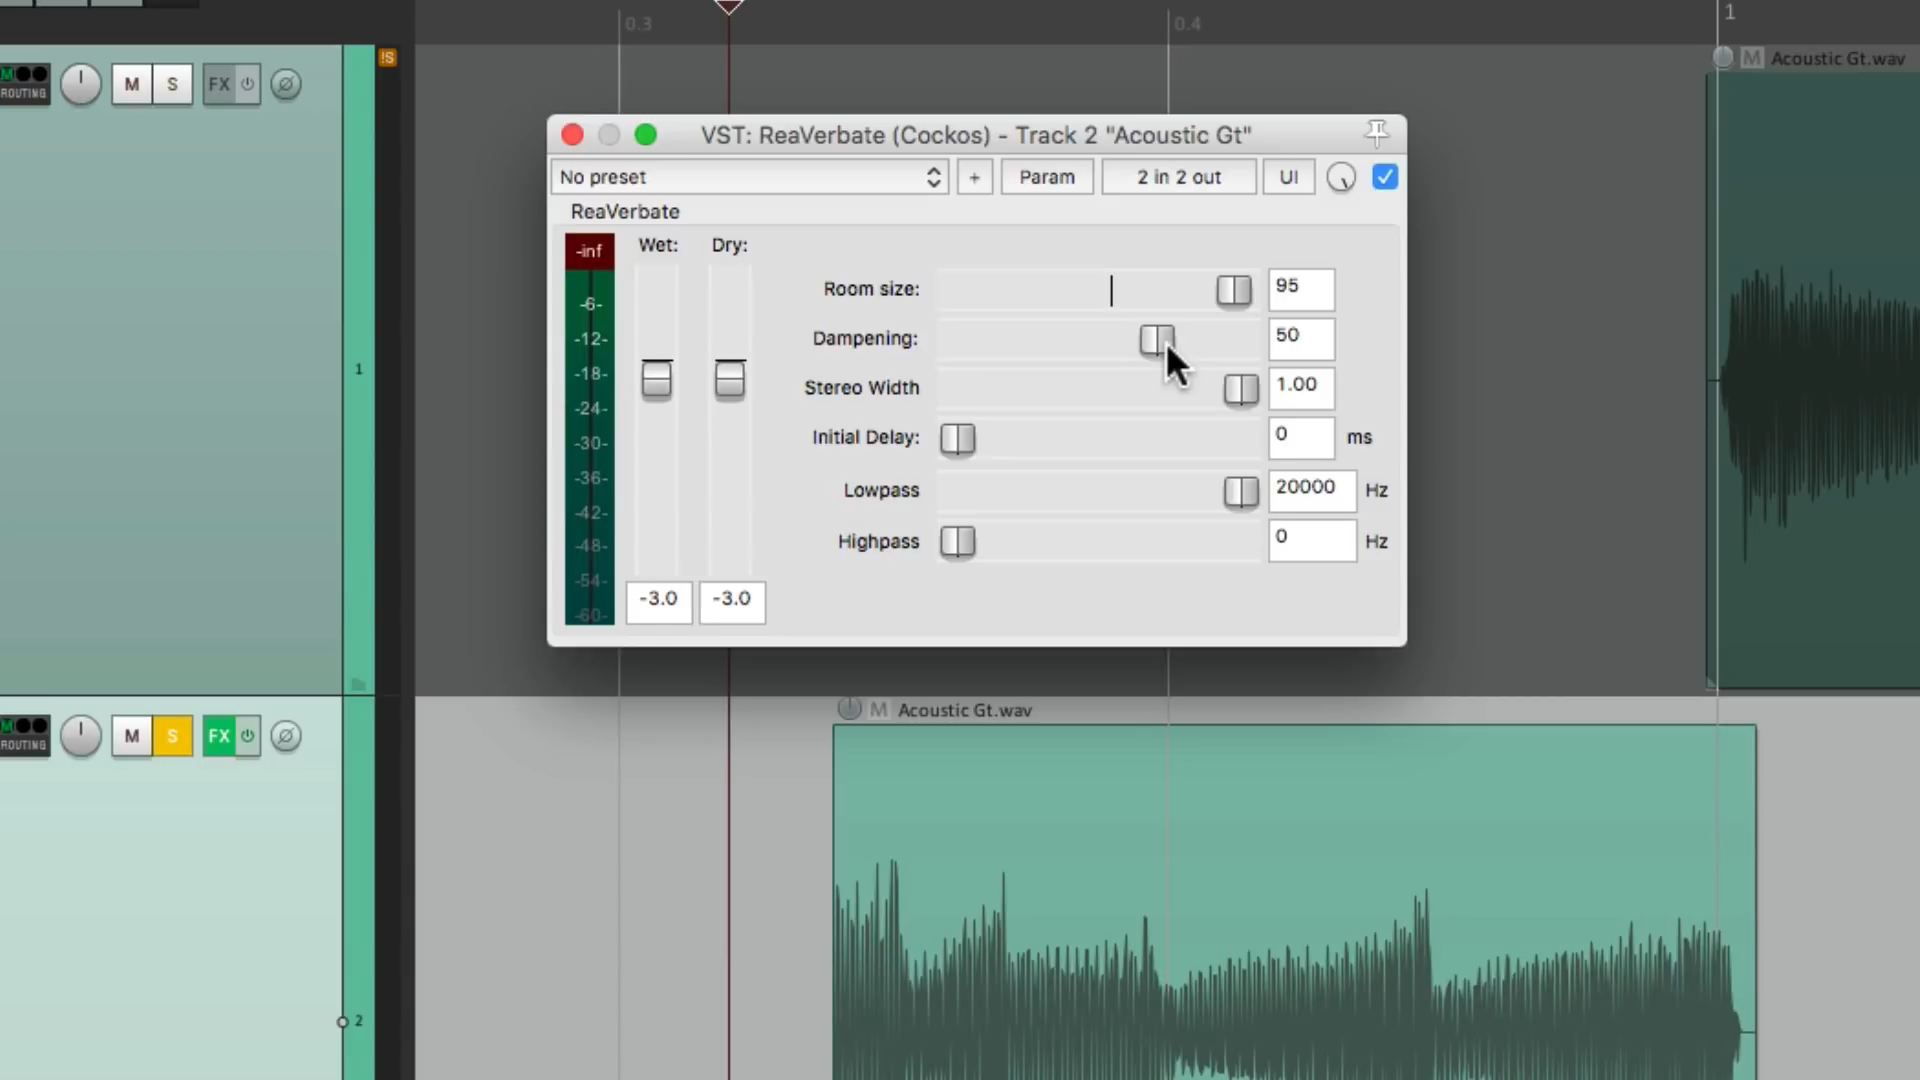 0.3
0.4
1
!S
M
ROUTING
M
S
FX
M Acoustic Gt.wav
VST: ReaVerbate (Cockos) - Track 2 "Acoustic Gt"
No preset
+
Param
2 in 2 out
UI
ReaVerbate
-inf
Wet:
Dry:
-6-
-12-
-18-
-24-
-30-
-36-
-42-
-48-
-54-
-60-
-3.0
-3.0
Room size:
95
Dampening:
50
Stereo Width
1.00
Initial Delay:
0
ms
Lowpass
20000
Hz
Highpass
0
Hz
1
M Acoustic Gt.wav
M
ROUTING
M
S
FX
2